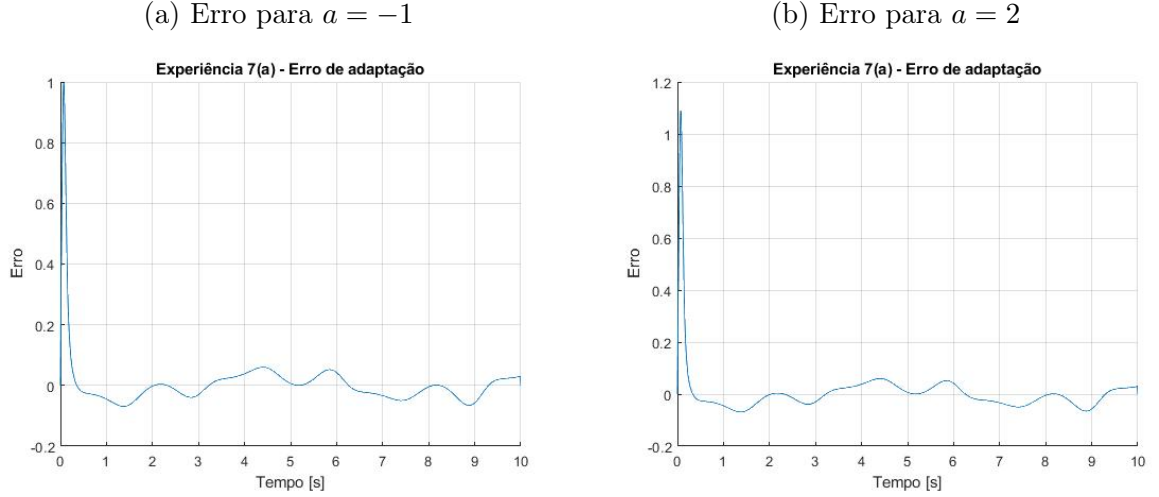 (a) Erro para a = −1
(b) Erro para a = 2
Experiência 7(a) - Erro de adaptação
1
0.8
0.6
0.4
0.2
0
-0.2
Erro
0 1 2 3 4 5 6 7 8 9 10
Tempo [s]
Experiência 7(a) - Erro de adaptação
1.2
1
0.8
0.6
0.4
0.2
0
-0.2
Erro
0 1 2 3 4 5 6 7 8 9 10
Tempo [s]